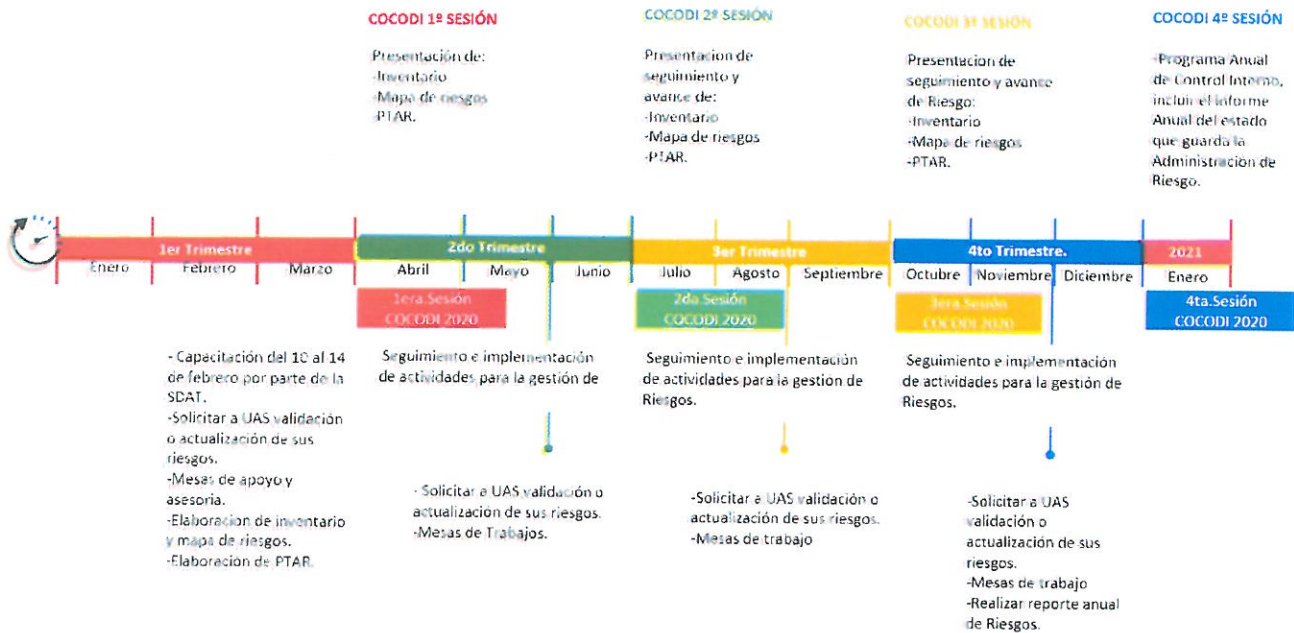 COCODI 1º SESIÓN
Presentación de:
-Inventario
-Mapa de riesgos
-PTAR.
COCODI 2º SESIÓN
Presentacion de
seguimiento y
avance de:
-Inventario
-Mapa de riesgos
-PTAR.
COCODI 3º SESIÓN
Presentacion de
seguimiento y avance
de Riesgo:
-Inventario
-Mapa de riesgos
-PTAR.
COCODI 4º SESIÓN
-Programa Anual
de Control Interno,
incluir el informe
Anual del estado
que guarda la
Administración de
Riesgo.
1er Trimestre
2do Trimestre
3er Trimestre
4to Trimestre.
2021
Enero
Febrero
Marzo
Abril
Mayo
Junio
Julio
Agosto
Septiembre
Octubre
Noviembre
Diciembre
Enero
1era.Sesión
COCODI 2020
2da.Sesión
COCODI 2020
3era.Sesión
COCODI 2020
4ta.Sesión
COCODI 2020
- Capacitación del 10 al 14
de febrero por parte de la
SDAT.
-Solicitar a UAS validación
o actualización de sus
riesgos.
-Mesas de apoyo y
asesoria.
-Elaboracion de inventario
y mapa de riesgos.
-Elaboración de PTAR.
Seguimiento e implementación
de actividades para la gestión de
Seguimiento e implementación
de actividades para la gestion de
Riesgos.
Seguimiento e implementación
de actividades para la gestión de
Riesgos.
- Solicitar a UAS validación o
actualización de sus riesgos.
-Mesas de Trabajos.
-Solicitar a UAS validación o
actualización de sus riesgos.
-Mesas de trabajo
-Solicitar a UAS
validación o
actualización de sus
riesgos.
-Mesas de trabajo
-Realizar reporte anual
de Riesgos.